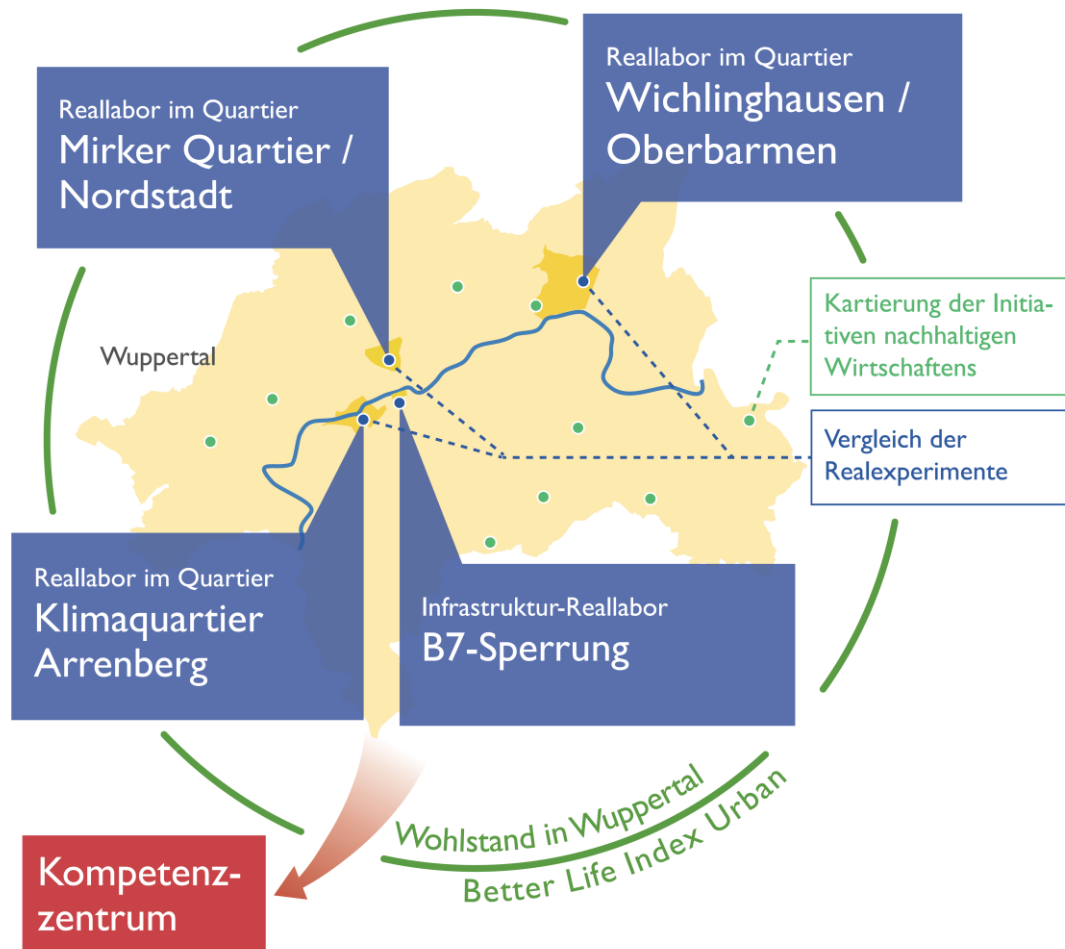 Reallabor im Quartier
Mirker Quartier /
Nordstadt
Reallabor im Quartier
Wichlinghausen /
Oberbarmen
Wuppertal
Kartierung der Initia-
tiven nachhaltigen
Wirtschaftens
Vergleich der
Realexperimente
Reallabor im Quartier
Klimaquartier
Arrenberg
Infrastruktur-Reallabor
B7-Sperrung
Wohlstand in Wuppertal
Better Life Index Urban
Kompetenz-
zentrum